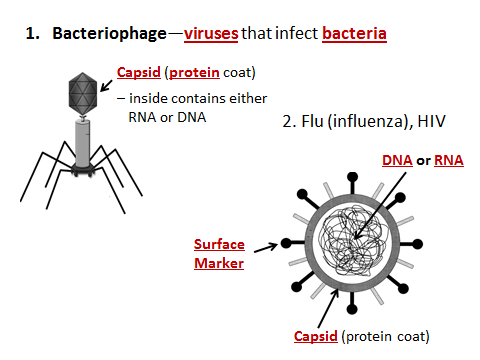 1. Bacteriophage—viruses that infect bacteria
Capsid (protein coat)
– inside contains either
RNA or DNA
2. Flu (influenza), HIV
DNA or RNA
Surface
Marker
Capsid (protein coat)